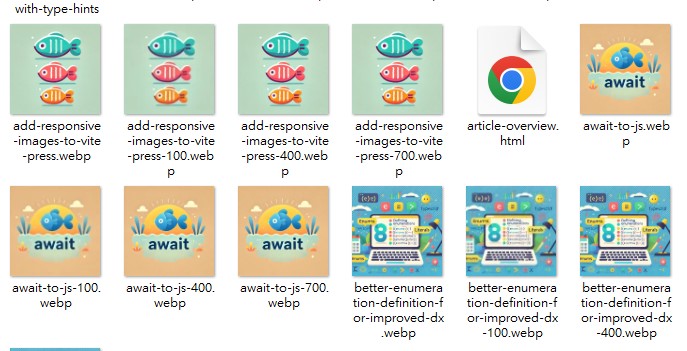 with-type-hints
add-responsive
-images-to-vite
-press.webp
add-responsive
-images-to-vite
-press-100.web
p
add-responsive
-images-to-vite
-press-400.web
p
add-responsive
-images-to-vite
-press-700.web
p
article-overview.
html
await
await-to-js.web
p
await
await-to-js-100.
webp
await
await-to-js-400.
webp
await
await-to-js-700.
webp
8
better-enumera
tion-definition-f
or-improved-dx
.webp
8
better-enumera
tion-definition-f
or-improved-dx
-100.webp
8
better-enumera
tion-definition-f
or-improved-dx
-400.webp